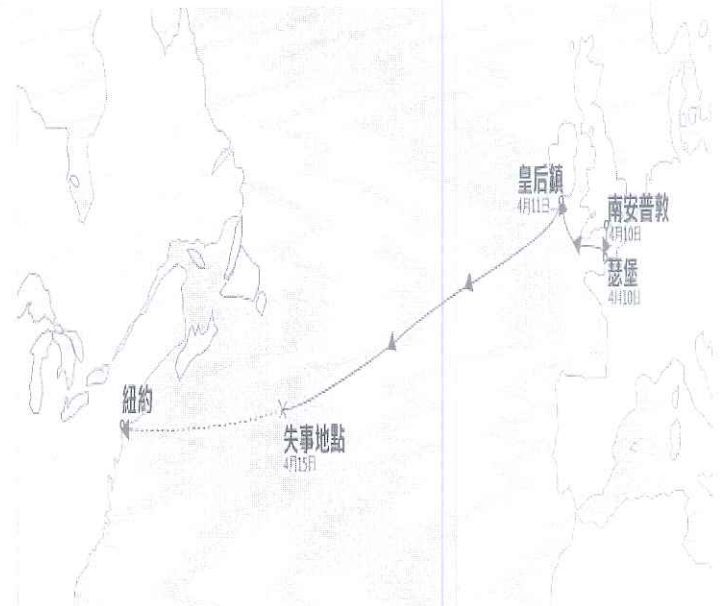 皇后鎮
4月11日
南安普敦
4月10日
瑟堡
4月10日
紐約
失事地點
4月15日